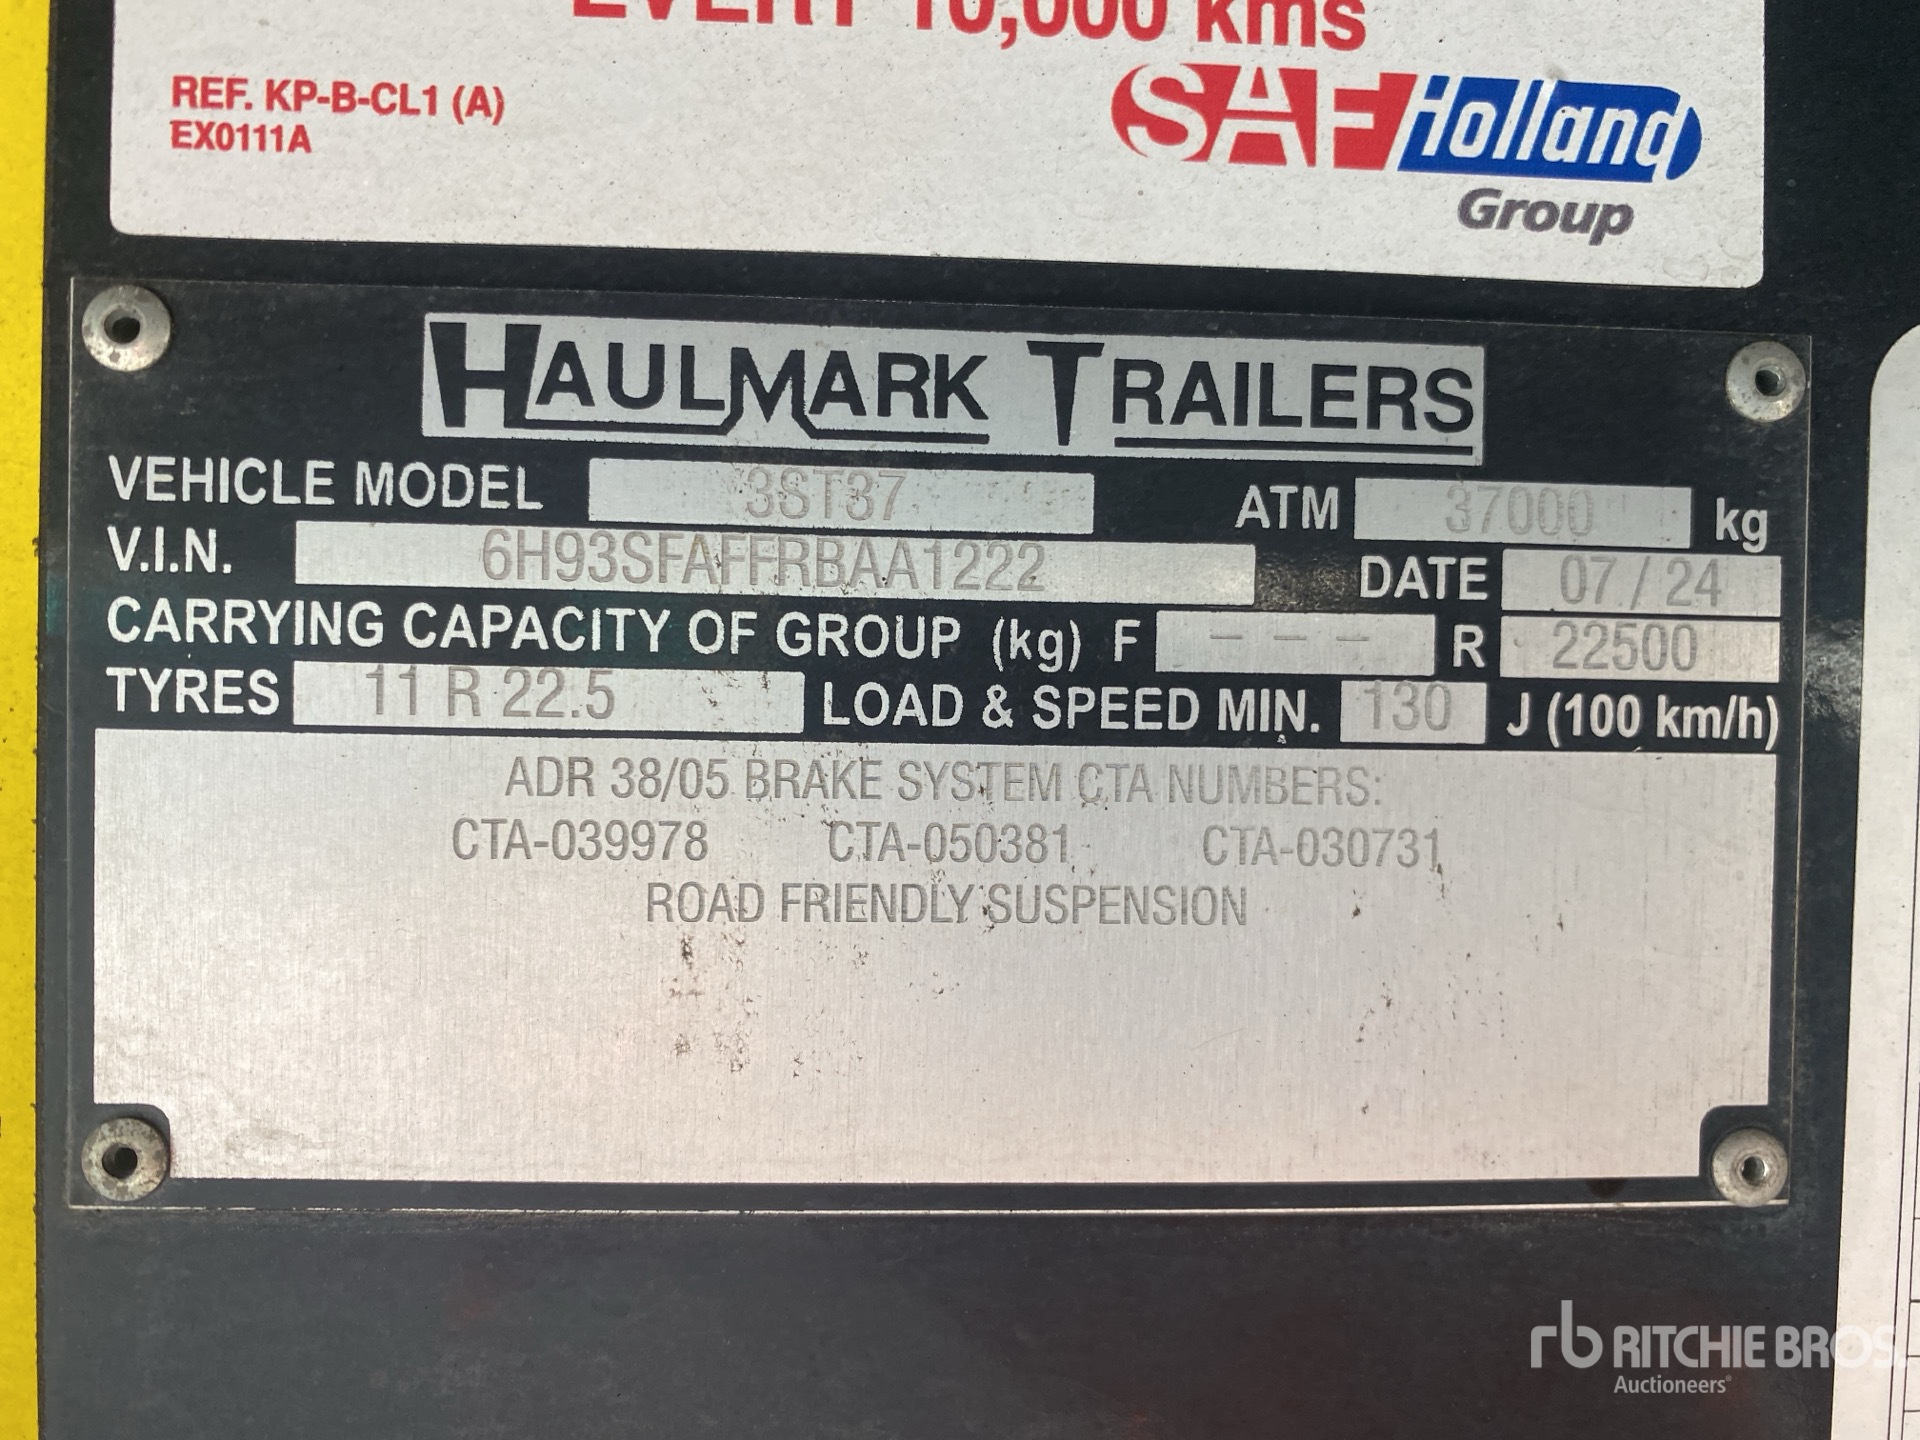 EVERY 10,000 kms
REF. KP-B-CL1 (A)
EX0111A
SAF Holland
Group
HAULMARK TRAILERS
VEHICLE MODEL 3ST37 ATM 37000 kg
V.I.N. 6H93SFAFFRBAA1222 DATE 07 / 24
CARRYING CAPACITY OF GROUP (kg) F - - - R 22500
TYRES 11 R 22.5 LOAD & SPEED MIN. 130 J (100 km/h)
ADR 38/05 BRAKE SYSTEM CTA NUMBERS:
CTA-039978 CTA-050381 CTA-030731
ROAD FRIENDLY SUSPENSION
rb RITCHIE BROS.
Auctioneers